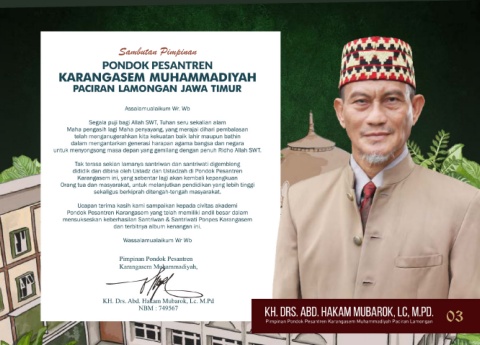 Sambutan Pimpinan
PONDOK PESANTREN
KARANGASEM MUHAMMADIYAH
PACIRAN LAMONGAN JAWA TIMUR
Assalamualaikum Wr. Wb.
Segala puji bagi Allah SWT, Tuhan seru sekalian alam
Maha pengasih lagi Maha penyayang, yang merajai dihari pembalasan
telah menganugerahkan kita kekuatan baik lahir maupun bathin
dalam mengantarkan generasi harapan agama bangsa dan negara
untuk menyongsong masa depan yang gemilang dengan penuh Ridho Allah SWT.
Tak terasa sekian lamanya santriwan dan santriwati digembleng
dididik dan dibina oleh Ustadz dan Ustadzah di Pondok Pesantren
Karangasem ini, yang sebentar lagi akan kembali kepangkuan
Orang tua dan masyarakat, untuk melanjutkan pendidikan yang lebih tinggi
sekaligus berkiprah ditengah-tengah masyarakat.
Ucapan terima kasih kami sampaikan kepada civitas akademi
Pondok Pesantren Karangasem yang telah memiliki andil besar dalam
mensukseskan keberhasilan Santriwan & Santriwati Ponpes Karangasem
dan terbitnya album kenangan ini.
Wassalamualaikum Wr Wb
Pimpinan Pondok Pesantren
Karangasem Muhammadiyah,
KH. Drs. Abd. Hakam Mubarok, Lc. M.Pd
NBM : 749567
KH. DRS. ABD. HAKAM MUBAROK, LC, M.PD.
Pimpinan Pondok Pesantren Karangasem Muhammadiyah Paciran Lamongan
03